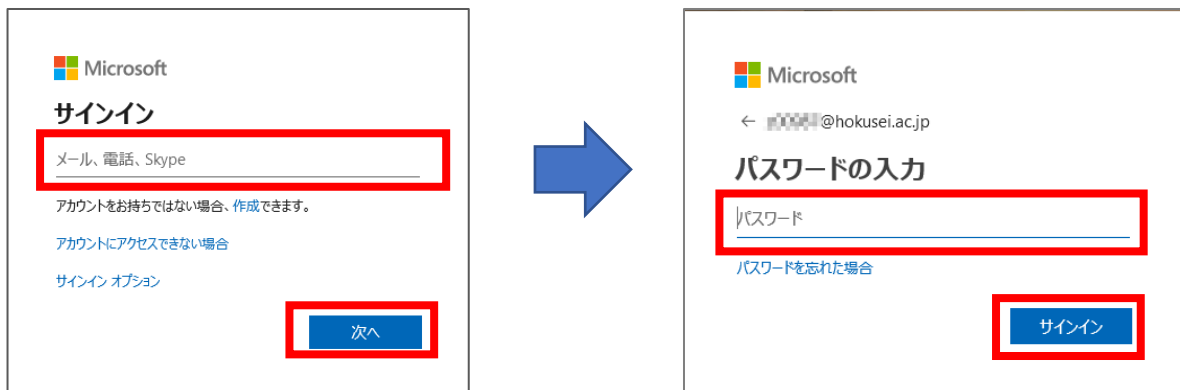 Microsoft
サインイン
メール、電話、Skype
アカウントをお持ちではない場合、作成できます。
アカウントにアクセスできない場合
サインイン オプション
次へ
Microsoft
← @hokusei.ac.jp
パスワードの入力
パスワード
パスワードを忘れた場合
サインイン